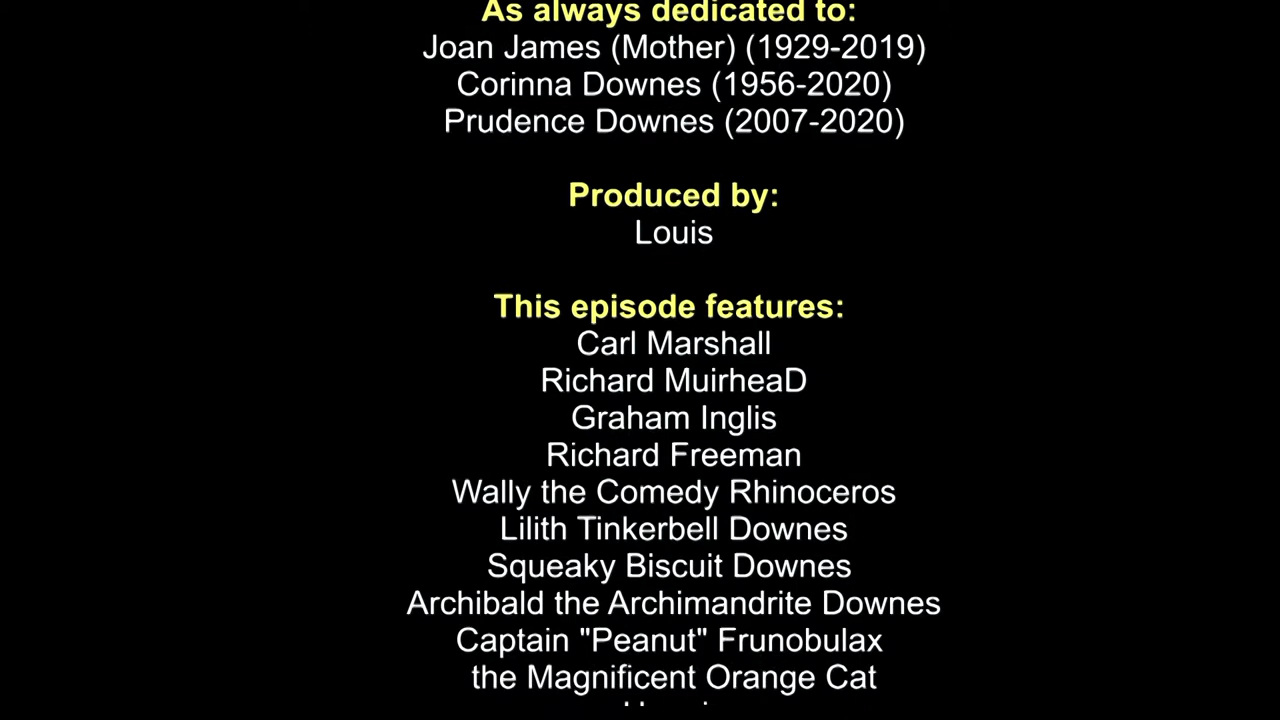 As always dedicated to:
Joan James (Mother) (1929-2019)
Corinna Downes (1956-2020)
Prudence Downes (2007-2020)
Produced by:
Louis
This episode features:
Carl Marshall
Richard MuirheaD
Graham Inglis
Richard Freeman
Wally the Comedy Rhinoceros
Lilith Tinkerbell Downes
Squeaky Biscuit Downes
Archibald the Archimandrite Downes
Captain "Peanut" Frunobulax
the Magnificent Orange Cat